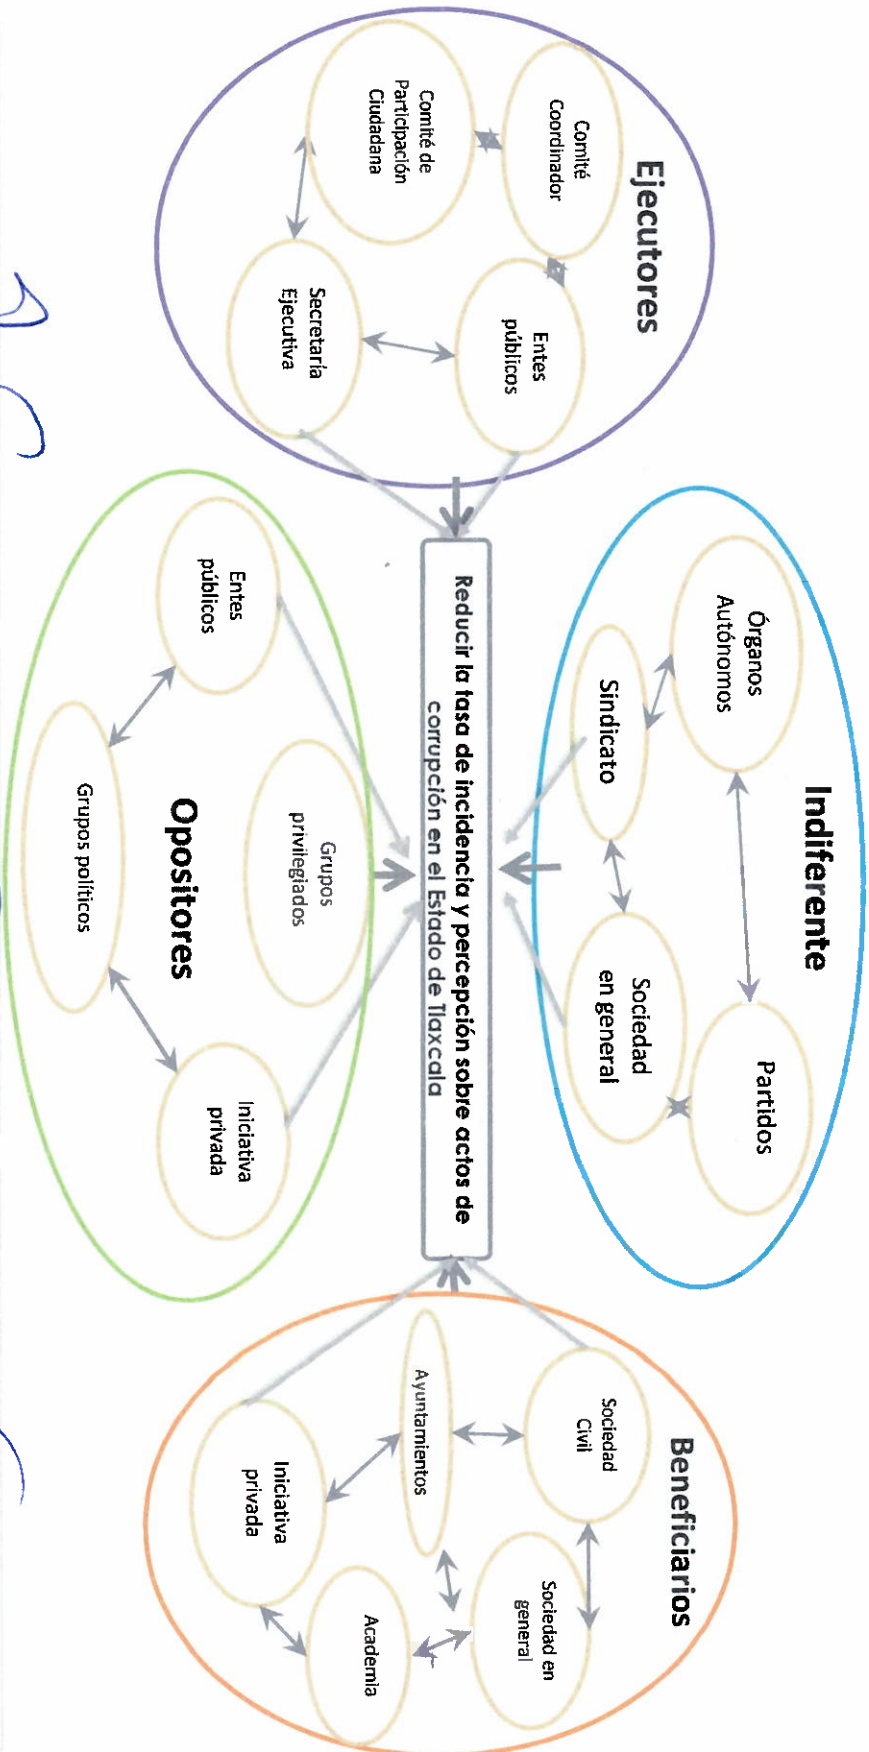 Ejecutores
Comité
Coordinador
Comité de
Participación
Ciudadana
Entes
públicos
Secretaría
Ejecutiva
Indiferente
Órganos
Autónomos
Partidos
Sindicato
Sociedad
en general
Reducir la tasa de incidencia y percepción sobre actos de
corrupción en el Estado de Tlaxcala
Entes
públicos
Grupos
privilegiados
Iniciativa
privada
Opositores
Grupos políticos
Beneficiarios
Sociedad
Civil
Sociedad en
general
Ayuntamientos
Iniciativa
privada
Academia